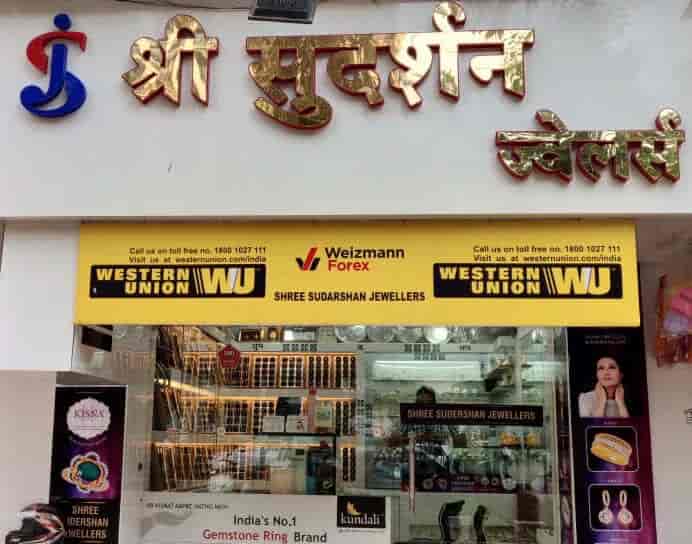 श्री सुदर्शन
ज्वेलर्स
Call us on toll free no. 1800 1027 111
Visit us at westernunion.com/india
WESTERN
UNION
WU
Weizmann
Forex
SHREE SUDARSHAN JEWELLERS
Call us on toll free no. 1800 1027 111
Visit us at westernunion.com/india
WESTERN
UNION
WU
SHREE SUDERSHAN JEWELLERS
KISNA
SHREE
JEWELLERS
India's No.1
Gemstone Ring Brand
kundali